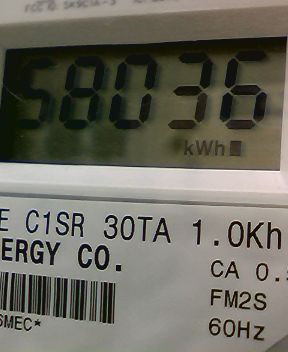 58036
kWh
E C1SR 30TA 1.0Kh
ERGY CO.
CA 0.
FM2S
SMEC*
60Hz